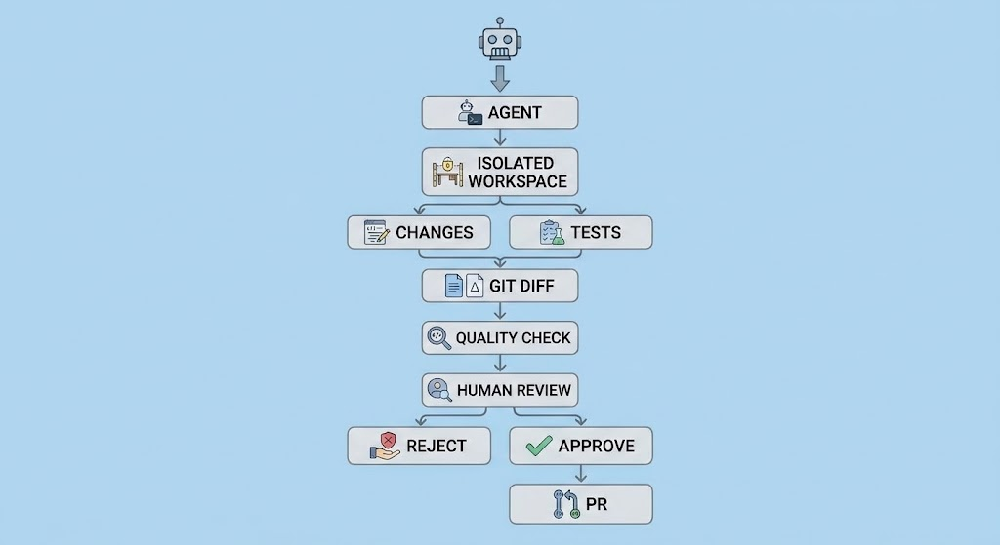 AGENT
ISOLATED
WORKSPACE
CHANGES
TESTS
GIT DIFF
QUALITY CHECK
HUMAN REVIEW
REJECT
APPROVE
PR